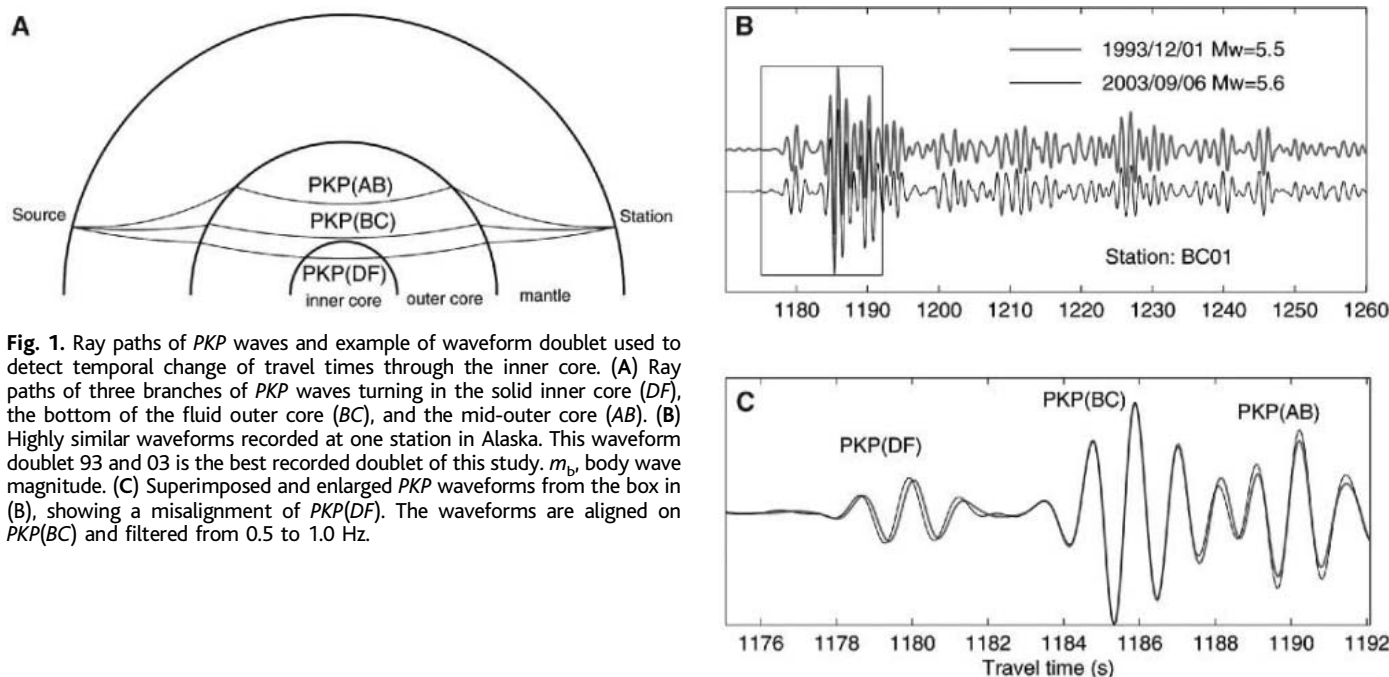 A
PKP(AB)
Source
PKP(BC)
Station
PKP(DF)
inner core
outer core
mantle
Fig. 1. Ray paths of PKP waves and example of waveform doublet used to
detect temporal change of travel times through the inner core. (A) Ray
paths of three branches of PKP waves turning in the solid inner core (DF),
the bottom of the fluid outer core (BC), and the mid-outer core (AB). (B)
Highly similar waveforms recorded at one station in Alaska. This waveform
doublet 93 and 03 is the best recorded doublet of this study. mb, body wave
magnitude. (C) Superimposed and enlarged PKP waveforms from the box in
(B), showing a misalignment of PKP(DF). The waveforms are aligned on
PKP(BC) and filtered from 0.5 to 1.0 Hz.
B
1993/12/01 Mw=5.5
2003/09/06 Mw=5.6
Station: BC01
1180 1190 1200 1210 1220 1230 1240 1250 1260
C
PKP(BC)
PKP(AB)
PKP(DF)
1176 1178 1180 1182 1184 1186 1188 1190 1192
Travel time (s)